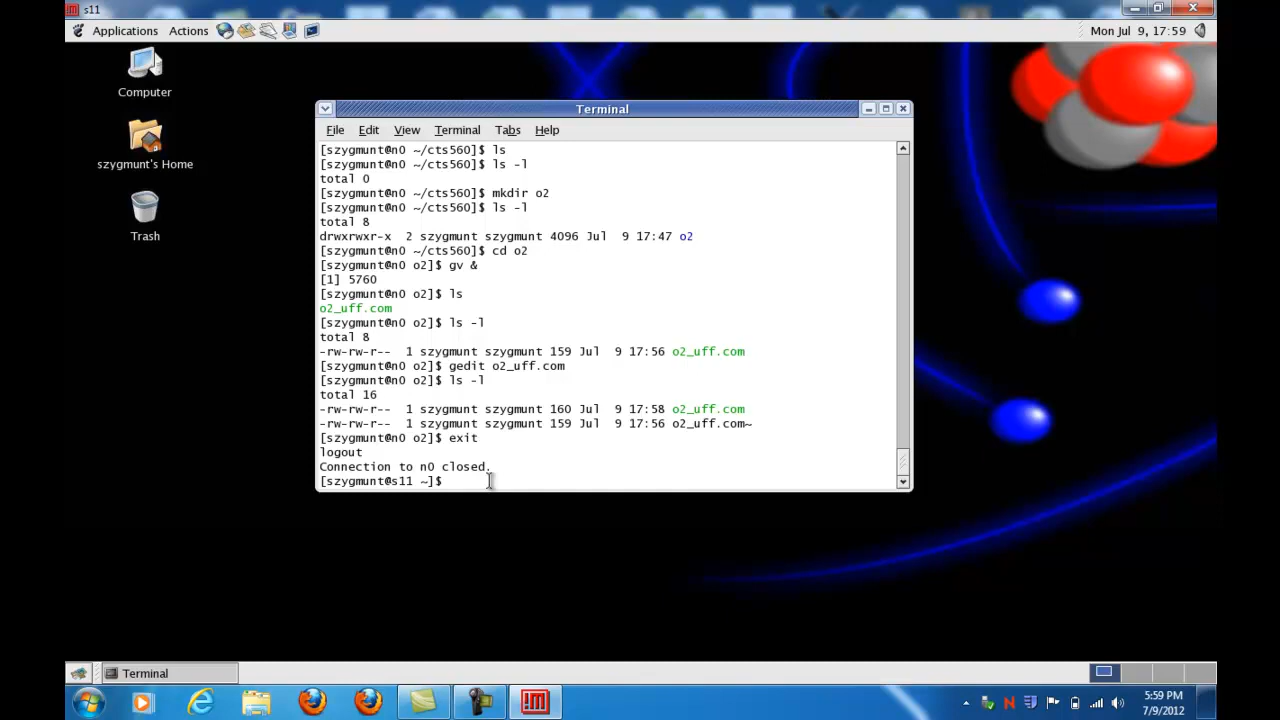 s11
Applications Actions Mon Jul 9, 17:59
Computer
szygmunt's Home
Trash
Terminal
File Edit View Terminal Tabs Help
[szygmunt@n0 ~/cts560]$ ls
[szygmunt@n0 ~/cts560]$ ls -l
total 0
[szygmunt@n0 ~/cts560]$ mkdir o2
[szygmunt@n0 ~/cts560]$ ls -l
total 8
drwxrwxr-x  2 szygmunt szygmunt 4096 Jul  9 17:47 o2
[szygmunt@n0 ~/cts560]$ cd o2
[szygmunt@n0 o2]$ gv &
[1] 5760
[szygmunt@n0 o2]$ ls
o2_uff.com
[szygmunt@n0 o2]$ ls -l
total 8
-rw-rw-r--  1 szygmunt szygmunt 159 Jul  9 17:56 o2_uff.com
[szygmunt@n0 o2]$ gedit o2_uff.com
[szygmunt@n0 o2]$ ls -l
total 16
-rw-rw-r--  1 szygmunt szygmunt 160 Jul  9 17:58 o2_uff.com
-rw-rw-r--  1 szygmunt szygmunt 159 Jul  9 17:56 o2_uff.com~
[szygmunt@n0 o2]$ exit
logout
Connection to n0 closed.
[szygmunt@s11 ~]$
Terminal
5:59 PM
7/9/2012